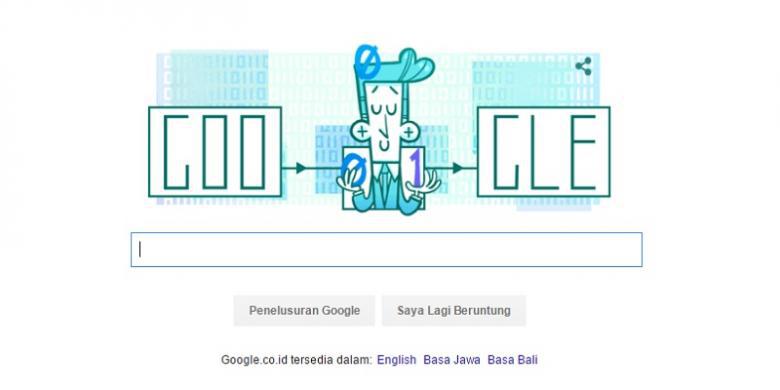 0
GOO 0 1 GLE
Penelusuran Google Saya Lagi Beruntung
Google.co.id tersedia dalam: English Basa Jawa Basa Bali